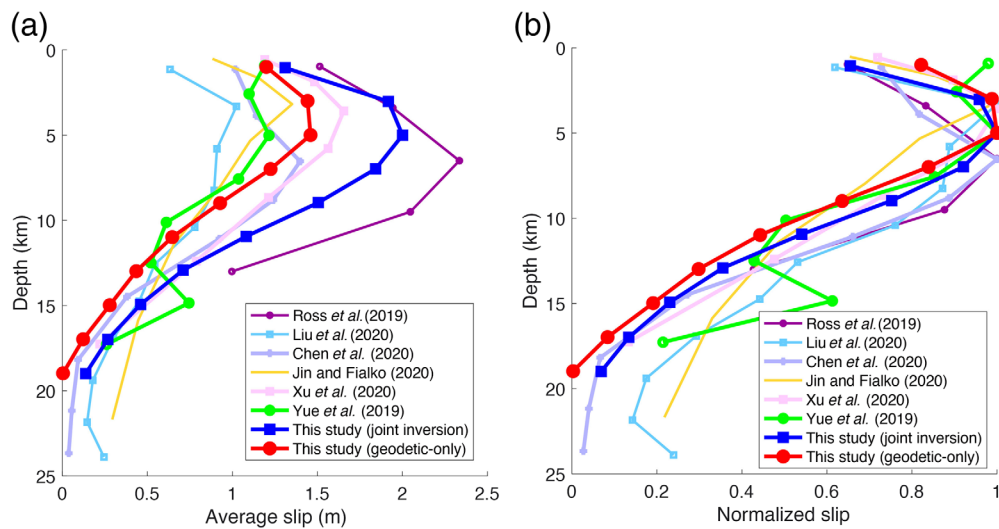 (a)
0
5
10
15
20
25
Depth (km)
0
0.5
1
1.5
2
2.5
Average slip (m)
Ross et al. (2019)
Liu et al. (2020)
Chen et al. (2020)
Jin and Fialko (2020)
Xu et al. (2020)
Yue et al. (2019)
This study (joint inversion)
This study (geodetic-only)
(b)
0
5
10
15
20
25
Depth (km)
0
0.2
0.4
0.6
0.8
1
Normalized slip
Ross et al. (2019)
Liu et al. (2020)
Chen et al. (2020)
Jin and Fialko (2020)
Xu et al. (2020)
Yue et al. (2019)
This study (joint inversion)
This study (geodetic-only)